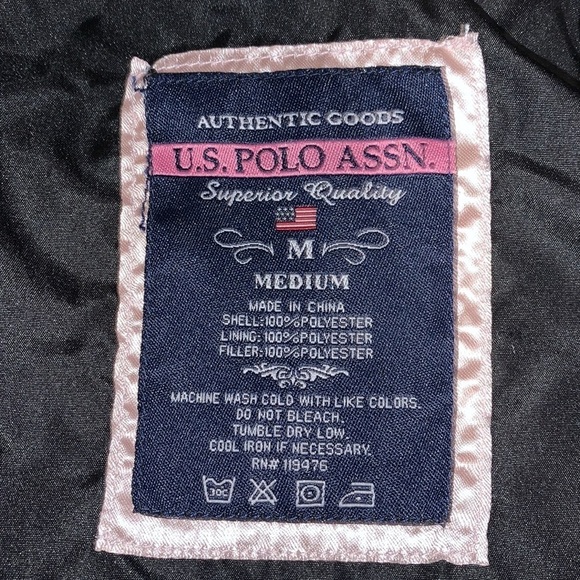 AUTHENTIC GOODS
U.S. POLO ASSN.
Superior Quality
M
MEDIUM
MADE IN CHINA
SHELL:100%POLYESTER
LINING: 100%POLYESTER
FILLER:100%POLYESTER
MACHINE WASH COLD WITH LIKE COLORS.
DO NOT BLEACH.
TUMBLE DRY LOW.
COOL IRON IF NECESSARY.
RN# 119476
30C